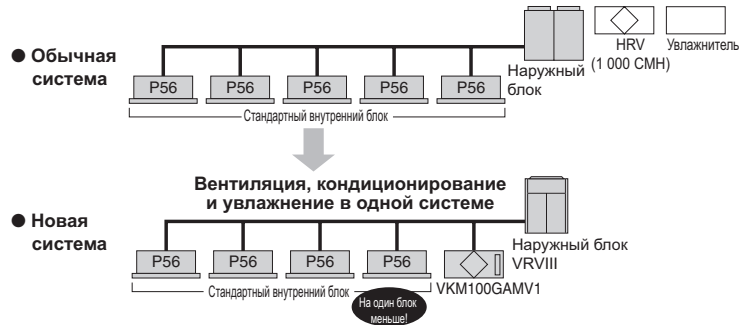 ● Обычная
система
P56
P56
P56
P56
P56
Стандартный внутренний блок
Наружный
блок
HRV
(1 000 CMH)
Увлажнитель
Вентиляция, кондиционирование
и увлажнение в одной системе
● Новая
система
P56
P56
P56
P56
Стандартный внутренний блок
На один блок
меньше!
VKM100GAMV1
Наружный блок
VRVIII